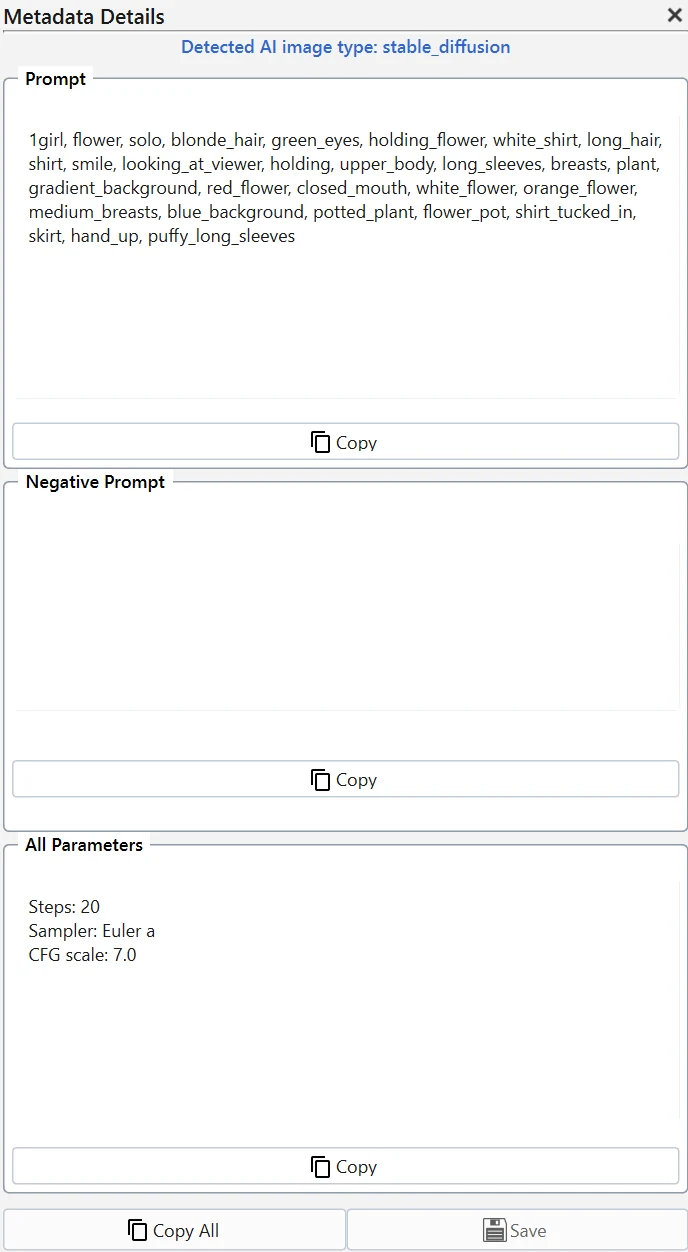 Metadata Details
Detected AI image type: stable_diffusion
Prompt
1girl, flower, solo, blonde_hair, green_eyes, holding_flower, white_shirt, long_hair,
shirt, smile, looking_at_viewer, holding, upper_body, long_sleeves, breasts, plant,
gradient_background, red_flower, closed_mouth, white_flower, orange_flower,
medium_breasts, blue_background, potted_plant, flower_pot, shirt_tucked_in,
skirt, hand_up, puffy_long_sleeves
Copy
Negative Prompt
Copy
All Parameters
Steps: 20
Sampler: Euler a
CFG scale: 7.0
Copy
Copy All
Save